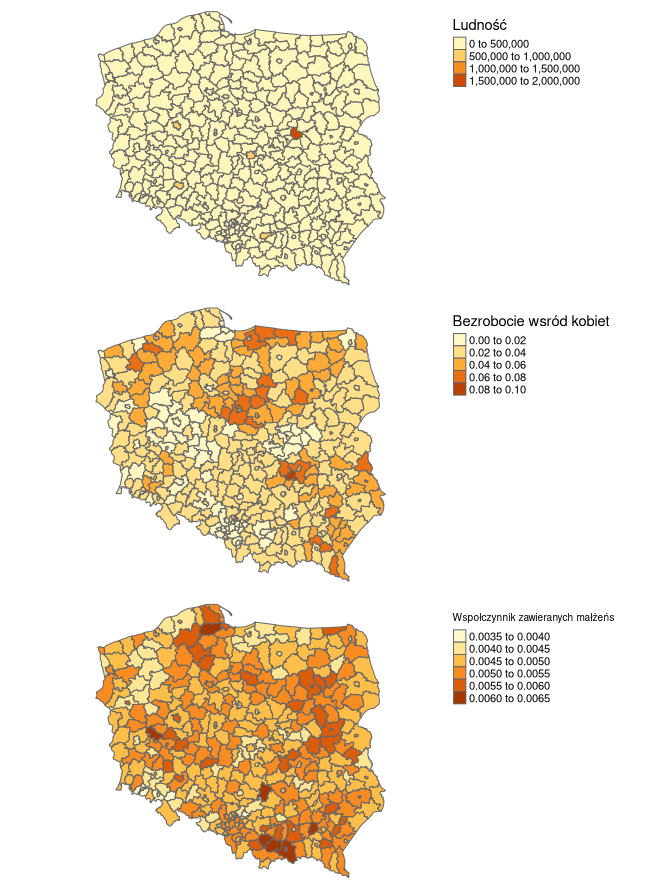 Ludność
0 to 500,000
500,000 to 1,000,000
1,000,000 to 1,500,000
1,500,000 to 2,000,000
Bezrobocie wsród kobiet
0.00 to 0.02
0.02 to 0.04
0.04 to 0.06
0.06 to 0.08
0.08 to 0.10
Wspołczynnik zawieranych małżeńs
0.0035 to 0.0040
0.0040 to 0.0045
0.0045 to 0.0050
0.0050 to 0.0055
0.0055 to 0.0060
0.0060 to 0.0065